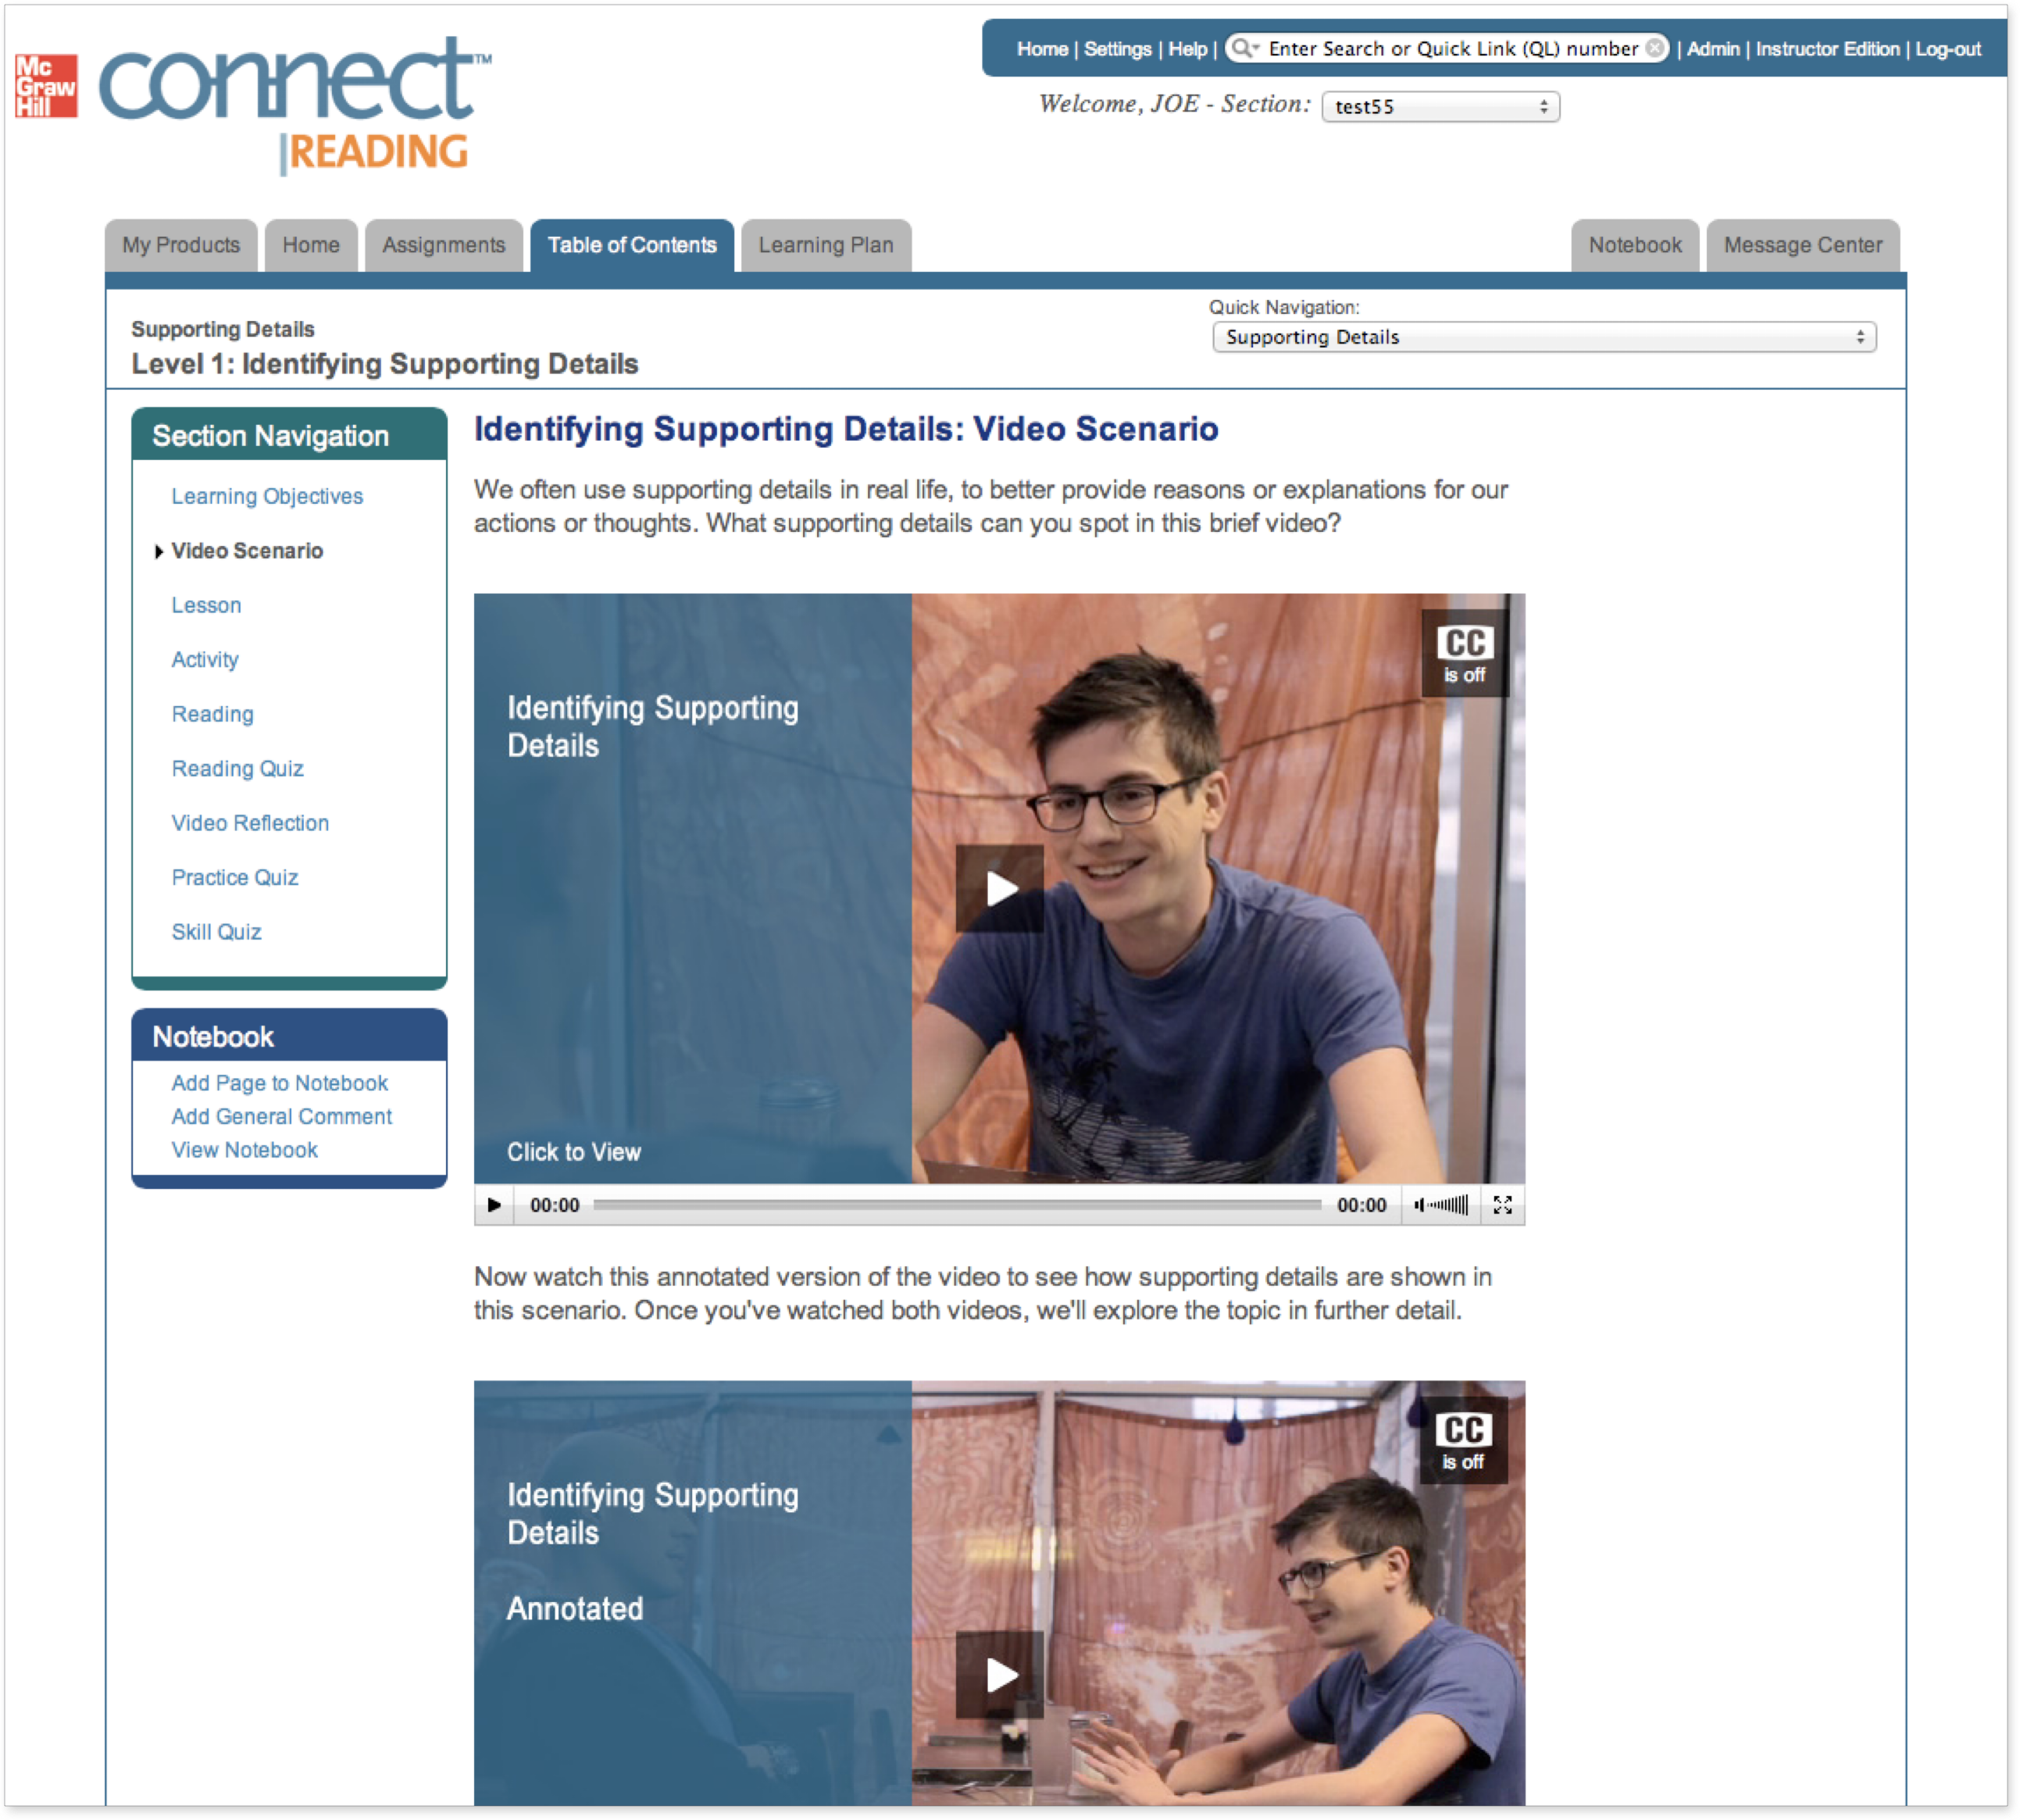 Mc
Graw
Hill
connect™
READING
Home | Settings | Help | Enter Search or Quick Link (QL) number | Admin | Instructor Edition | Log-out
Welcome, JOE - Section: test55
My Products
Home
Assignments
Table of Contents
Learning Plan
Notebook
Message Center
Supporting Details
Level 1: Identifying Supporting Details
Quick Navigation:
Supporting Details
Section Navigation
Learning Objectives
Video Scenario
Lesson
Activity
Reading
Reading Quiz
Video Reflection
Practice Quiz
Skill Quiz
Notebook
Add Page to Notebook
Add General Comment
View Notebook
Identifying Supporting Details: Video Scenario
We often use supporting details in real life, to better provide reasons or explanations for our
actions or thoughts. What supporting details can you spot in this brief video?
CC
is off
Identifying Supporting
Details
Click to View
00:00
00:00
Now watch this annotated version of the video to see how supporting details are shown in
this scenario. Once you've watched both videos, we'll explore the topic in further detail.
CC
is off
Identifying Supporting
Details
Annotated